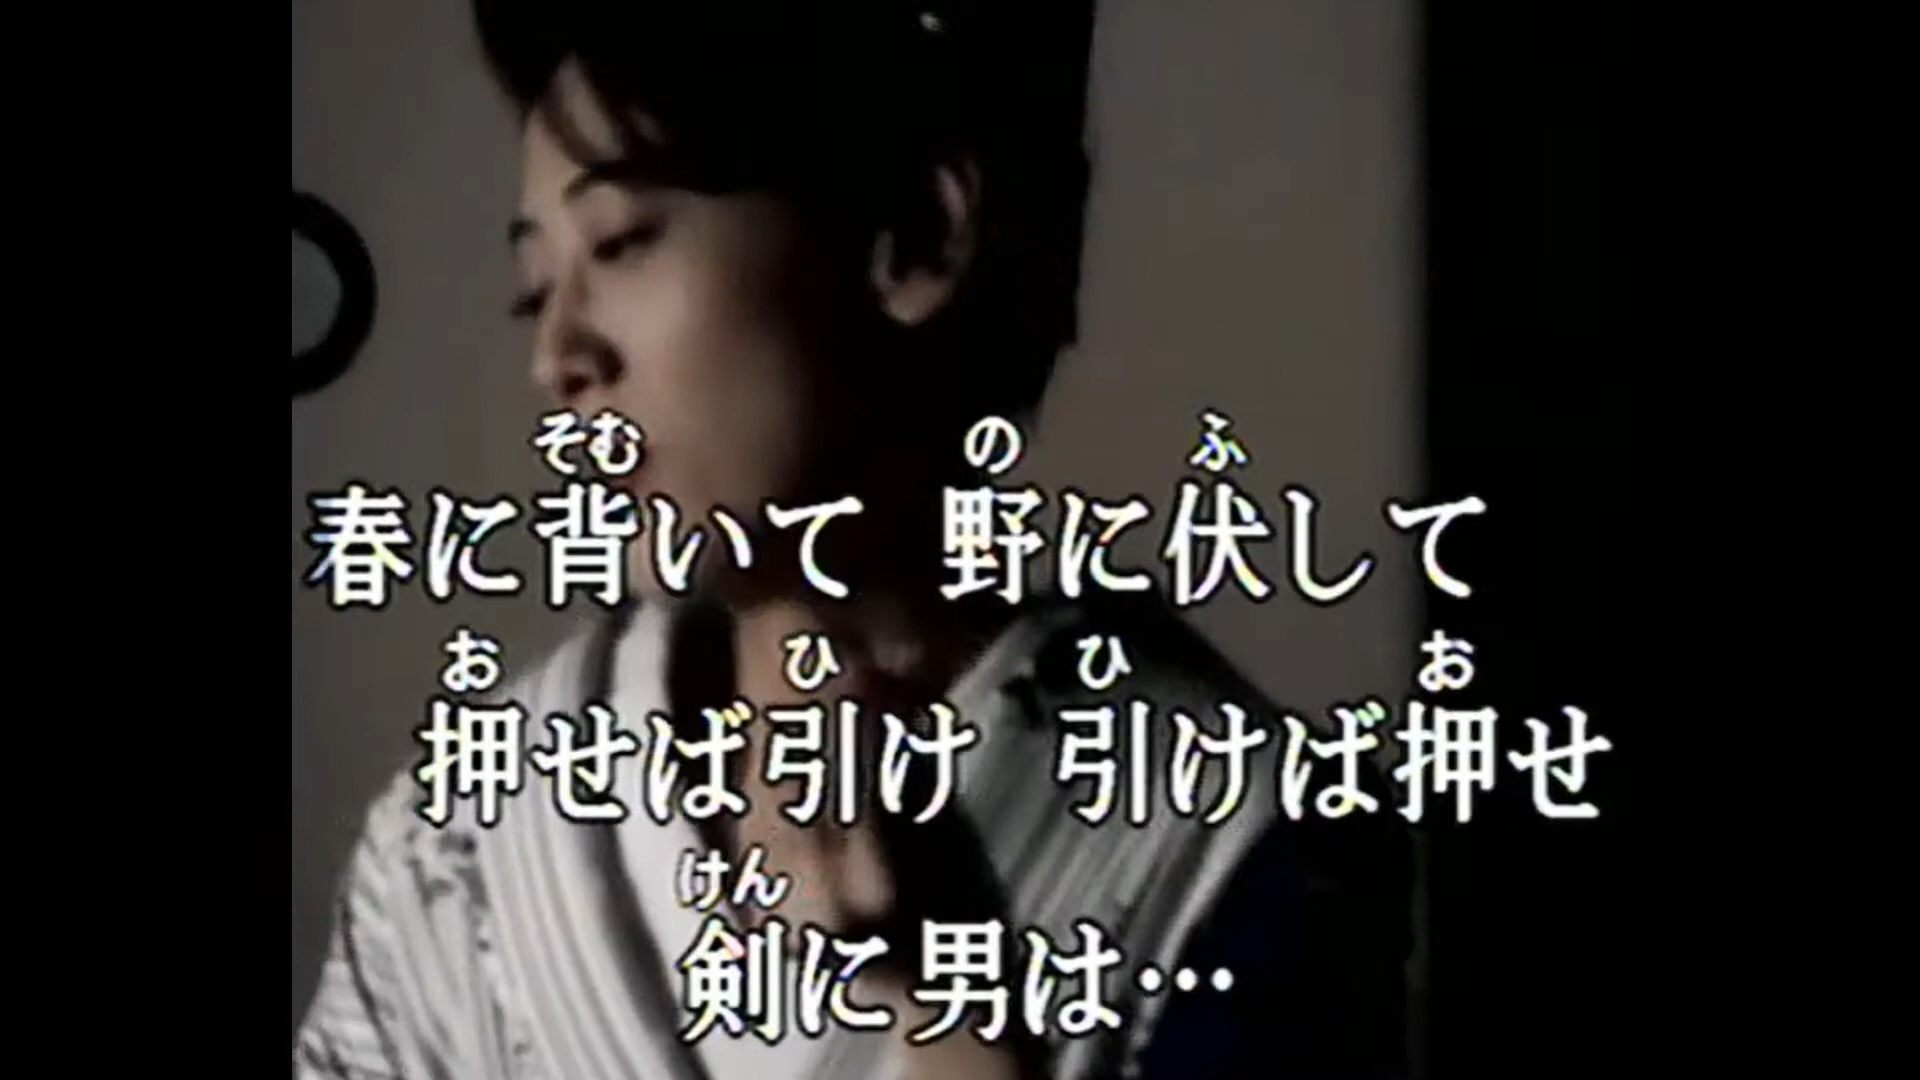 そむ の ふ
春に背いて 野に伏して
お ひ ひ お
押せば引け 引けば押せ
けん
剣に男は…